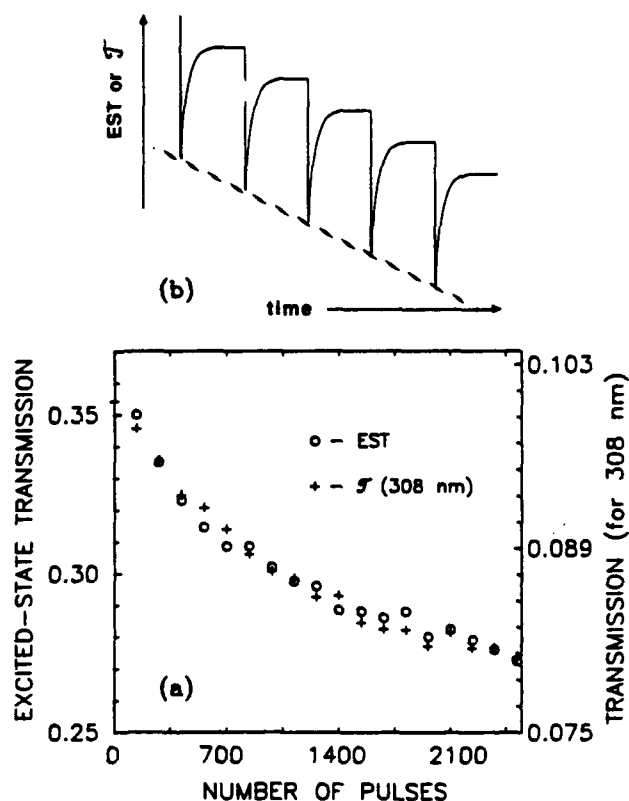 EST or 𝒯
(b)
time
EXCITED-STATE TRANSMISSION
0.35
0.30
0.25
o - EST
+ - 𝒯 (308 nm)
(a)
0.103
0.089
0.075
TRANSMISSION (for 308 nm)
0 700 1400 2100
NUMBER OF PULSES